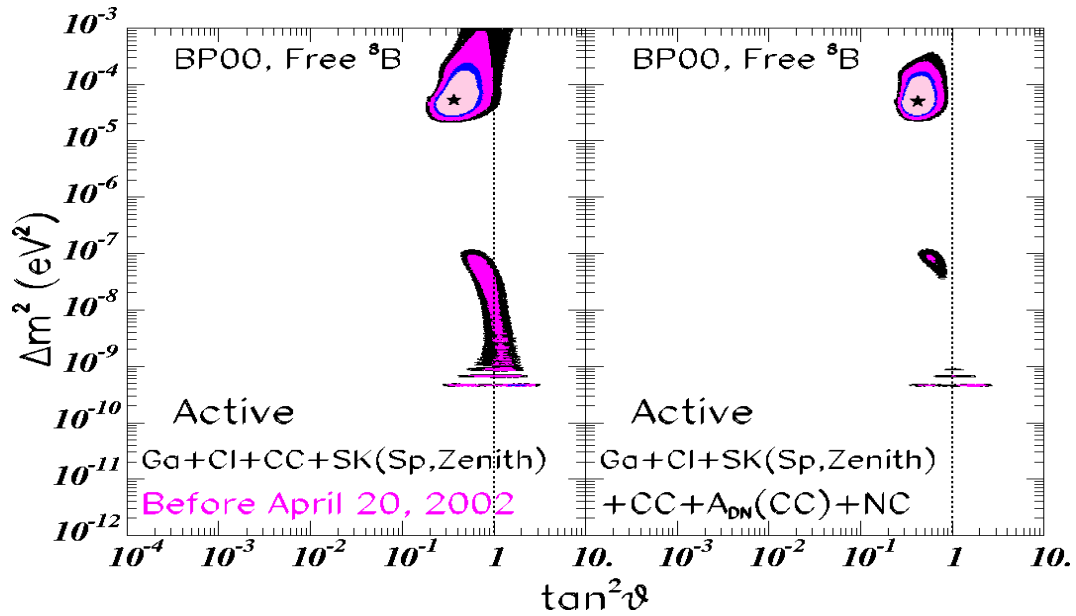 10⁻³
10⁻⁴
10⁻⁵
10⁻⁶
10⁻⁷
10⁻⁸
10⁻⁹
10⁻¹⁰
10⁻¹¹
10⁻¹²
Δm² (eV²)
BP00, Free ⁸B
Active
Ga+Cl+CC+SK(Sp,Zenith)
Before April 20, 2002
10⁻⁴ 10⁻³ 10⁻² 10⁻¹ 1 10.
BP00, Free ⁸B
Active
Ga+Cl+SK(Sp,Zenith)
+CC+A_DN(CC)+NC
10⁻⁴ 10⁻³ 10⁻² 10⁻¹ 1 10.
tan²ϑ